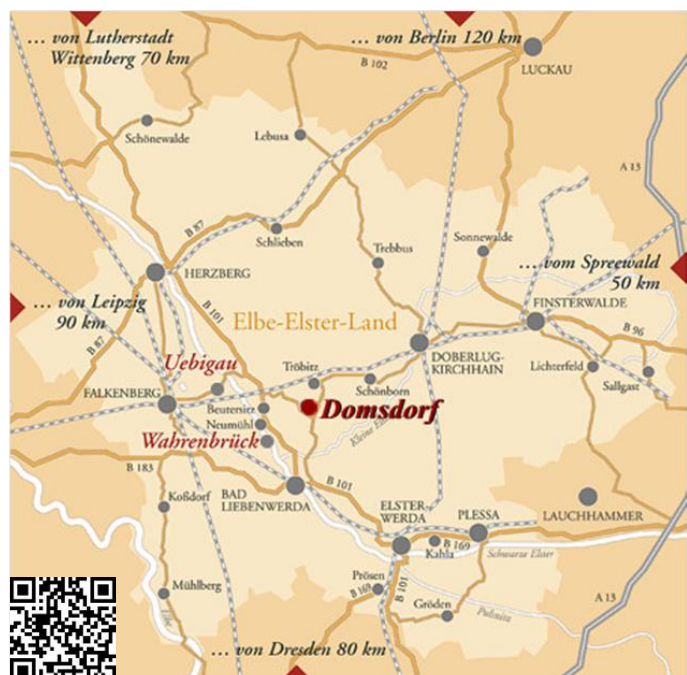 ... von Lutherstadt
Wittenberg 70 km
... von Berlin 120 km
B 102
LUCKAU
Schönewalde
Lebusa
A 13
B 87
Schlieben
Trebbus
Sonnewalde
HERZBERG
... vom Spreewald
50 km
... von Leipzig
90 km
B 101
Elbe-Elster-Land
FINSTERWALDE
B 96
B 87
Uebigau
DOBERLUG-
KIRCHHAIN
Tröbitz
Schönborn
Lichterfeld
Sallgast
FALKENBERG
Beutersitz
Domsdorf
Neumühl
Wahrenbrück
Kleine Elster
B 183
BAD
LIEBENWERDA
B 101
Koßdorf
ELSTER-
WERDA
PLESSA
LAUCHHAMMER
Kahla
B 169
Schwarze Elster
Mühlberg
Prösen
B 169
B 101
Gröden
Pulsnitz
A 13
Elbe
... von Dresden 80 km